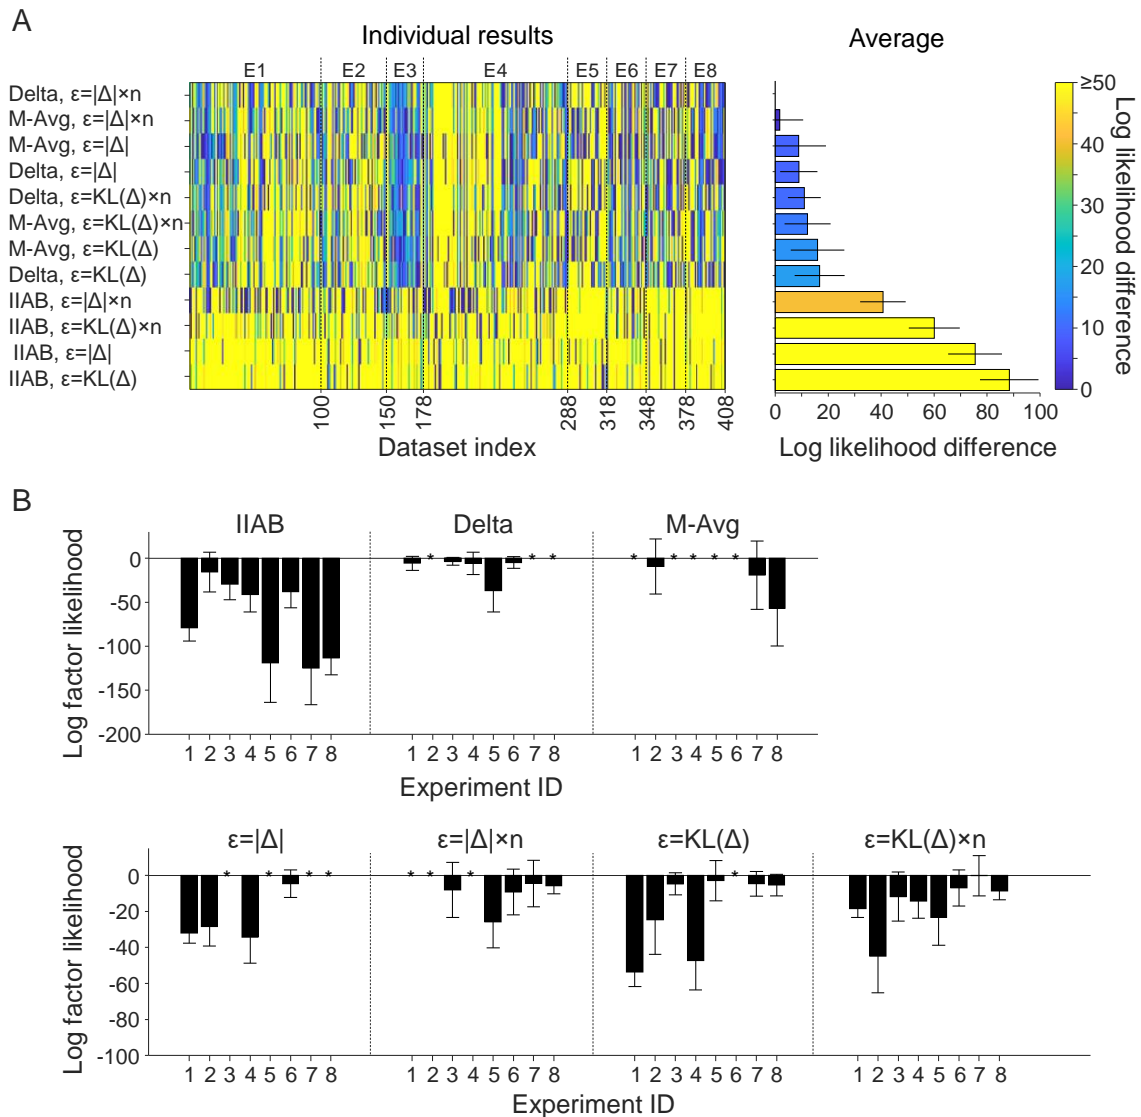 A
Individual results
Average
E1 E2 E3 E4 E5 E6 E7 E8
Delta, ε=|Δ|×n
M-Avg, ε=|Δ|×n
M-Avg, ε=|Δ|
Delta, ε=|Δ|
Delta, ε=KL(Δ)×n
M-Avg, ε=KL(Δ)×n
M-Avg, ε=KL(Δ)
Delta, ε=KL(Δ)
IIAB, ε=|Δ|×n
IIAB, ε=KL(Δ)×n
IIAB, ε=|Δ|
IIAB, ε=KL(Δ)
100 150 178 288 318 348 378 408
Dataset index
0 20 40 60 80 100
Log likelihood difference
≥50
40
30
20
10
0
Log likelihood difference
B
IIAB Delta M-Avg
Log factor likelihood
0
-50
-100
-150
-200
* * * * * * * *
1 2 3 4 5 6 7 8 1 2 3 4 5 6 7 8 1 2 3 4 5 6 7 8
Experiment ID
ε=|Δ| ε=|Δ|×n ε=KL(Δ) ε=KL(Δ)×n
Log factor likelihood
0
-20
-40
-60
-80
-100
* * * * * * * *
1 2 3 4 5 6 7 8 1 2 3 4 5 6 7 8 1 2 3 4 5 6 7 8 1 2 3 4 5 6 7 8
Experiment ID